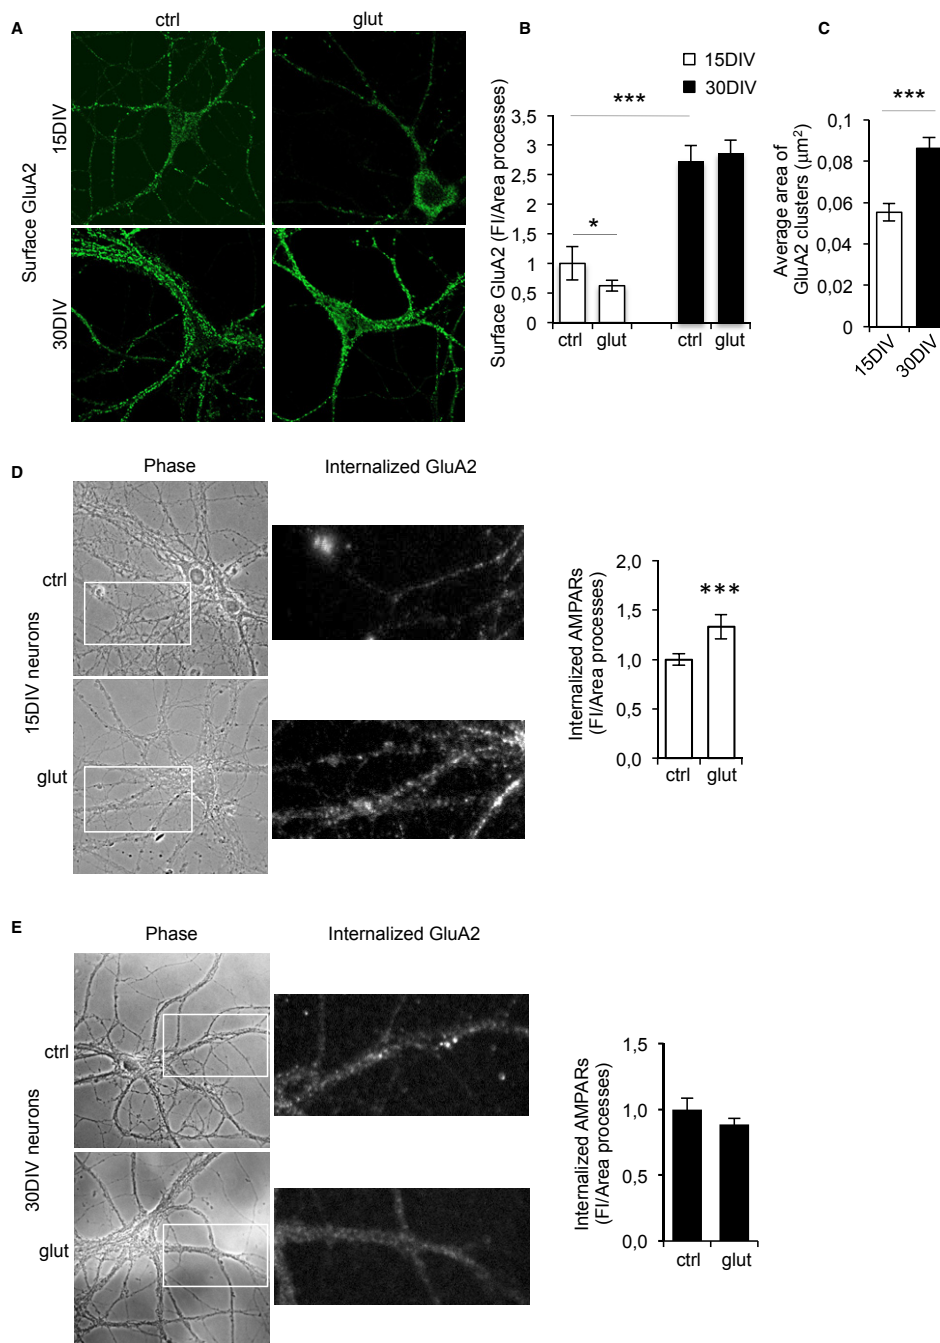 A
ctrl
glut
Surface GluA2
15DIV
30DIV
B
15DIV
30DIV
Surface GluA2 (FI/Area processes)
***
*
3,5
3
2,5
2
1,5
1
0,5
0
ctrl
glut
ctrl
glut
C
***
Average area of
GluA2 clusters (μm²)
0,1
0,08
0,06
0,04
0,02
0
15DIV
30DIV
D
Phase
Internalized GluA2
15DIV neurons
ctrl
glut
Internalized AMPARs
(FI/Area processes)
2,0
1,5
1,0
0,5
0,0
***
ctrl
glut
E
Phase
Internalized GluA2
30DIV neurons
ctrl
glut
Internalized AMPARs
(FI/Area processes)
1,5
1,0
0,5
0,0
ctrl
glut